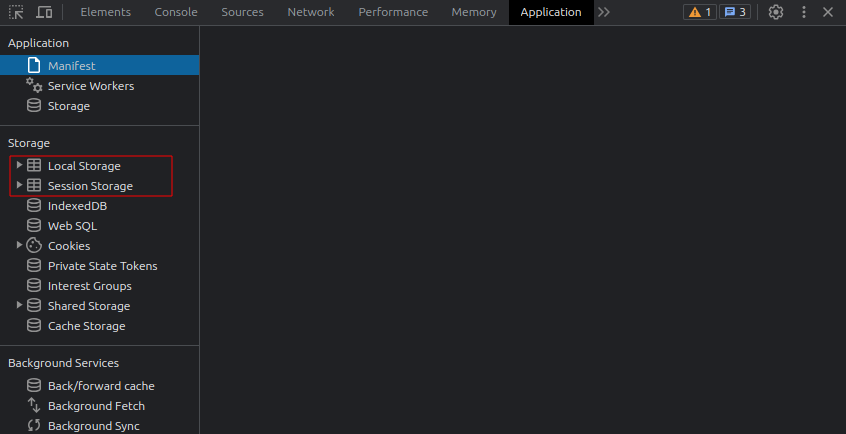 Elements Console Sources Network Performance Memory Application 1 3
Application
Manifest
Service Workers
Storage
Storage
Local Storage
Session Storage
IndexedDB
Web SQL
Cookies
Private State Tokens
Interest Groups
Shared Storage
Cache Storage
Background Services
Back/forward cache
Background Fetch
Background Sync